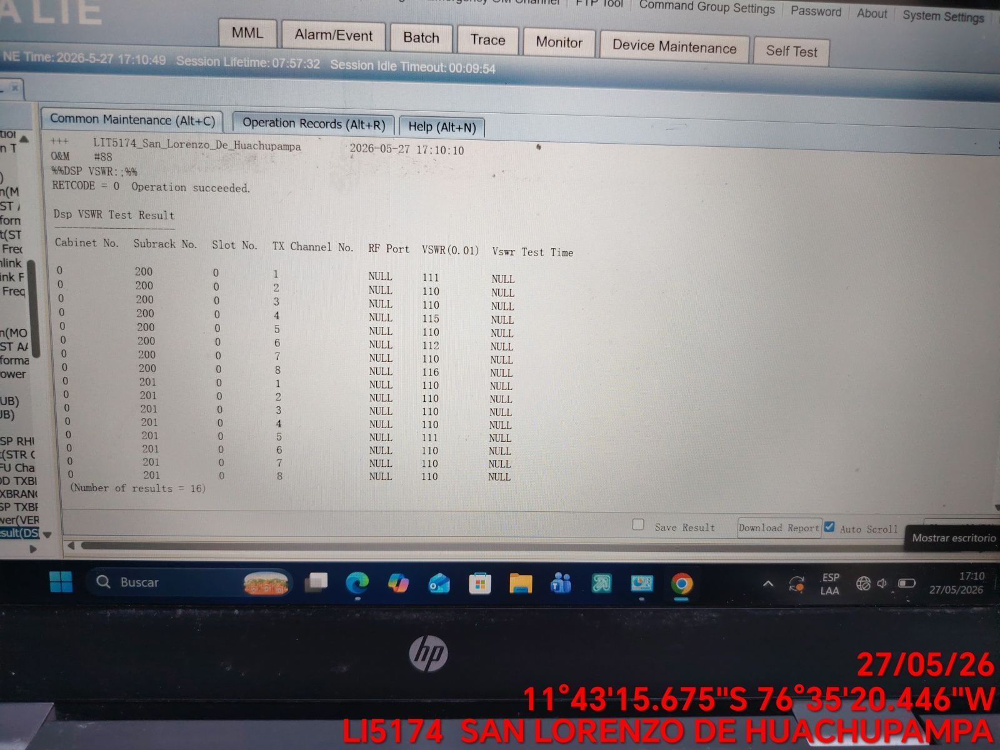 ALIE
FTP Tool
Command Group Settings
Password
About
System Settings
MML
Alarm/Event
Batch
Trace
Monitor
Device Maintenance
Self Test
NE Time: 2026-5-27 17:10:49 Session Lifetime: 07:57:32 Session Idle Timeout: 00:09:54
Common Maintenance (Alt+C)
Operation Records (Alt+R)
Help (Alt+N)
+++ LIT5174_San_Lorenzo_De_Huachupampa 2026-05-27 17:10:10
O&M #88
%%DSP VSWR:;%%
RETCODE = 0 Operation succeeded.
Dsp VSWR Test Result
--------------------
Cabinet No. Subrack No. Slot No. TX Channel No. RF Port VSWR(0.01) Vswr Test Time
0 200 0 1 NULL 111 NULL
0 200 0 2 NULL 110 NULL
0 200 0 3 NULL 110 NULL
0 200 0 4 NULL 115 NULL
0 200 0 5 NULL 110 NULL
0 200 0 6 NULL 112 NULL
0 200 0 7 NULL 110 NULL
0 200 0 8 NULL 116 NULL
0 201 0 1 NULL 110 NULL
0 201 0 2 NULL 110 NULL
0 201 0 3 NULL 110 NULL
0 201 0 4 NULL 110 NULL
0 201 0 5 NULL 111 NULL
0 201 0 6 NULL 110 NULL
0 201 0 7 NULL 110 NULL
0 201 0 8 NULL 110 NULL
(Number of results = 16)
Save Result
Download Report
Auto Scroll
Mostrar escritorio
Buscar
ESP
LAA
17:10
27/05/2026
hp
27/05/26
11°43'15.675"S 76°35'20.446"W
LI5174 SAN LORENZO DE HUACHUPAMPA